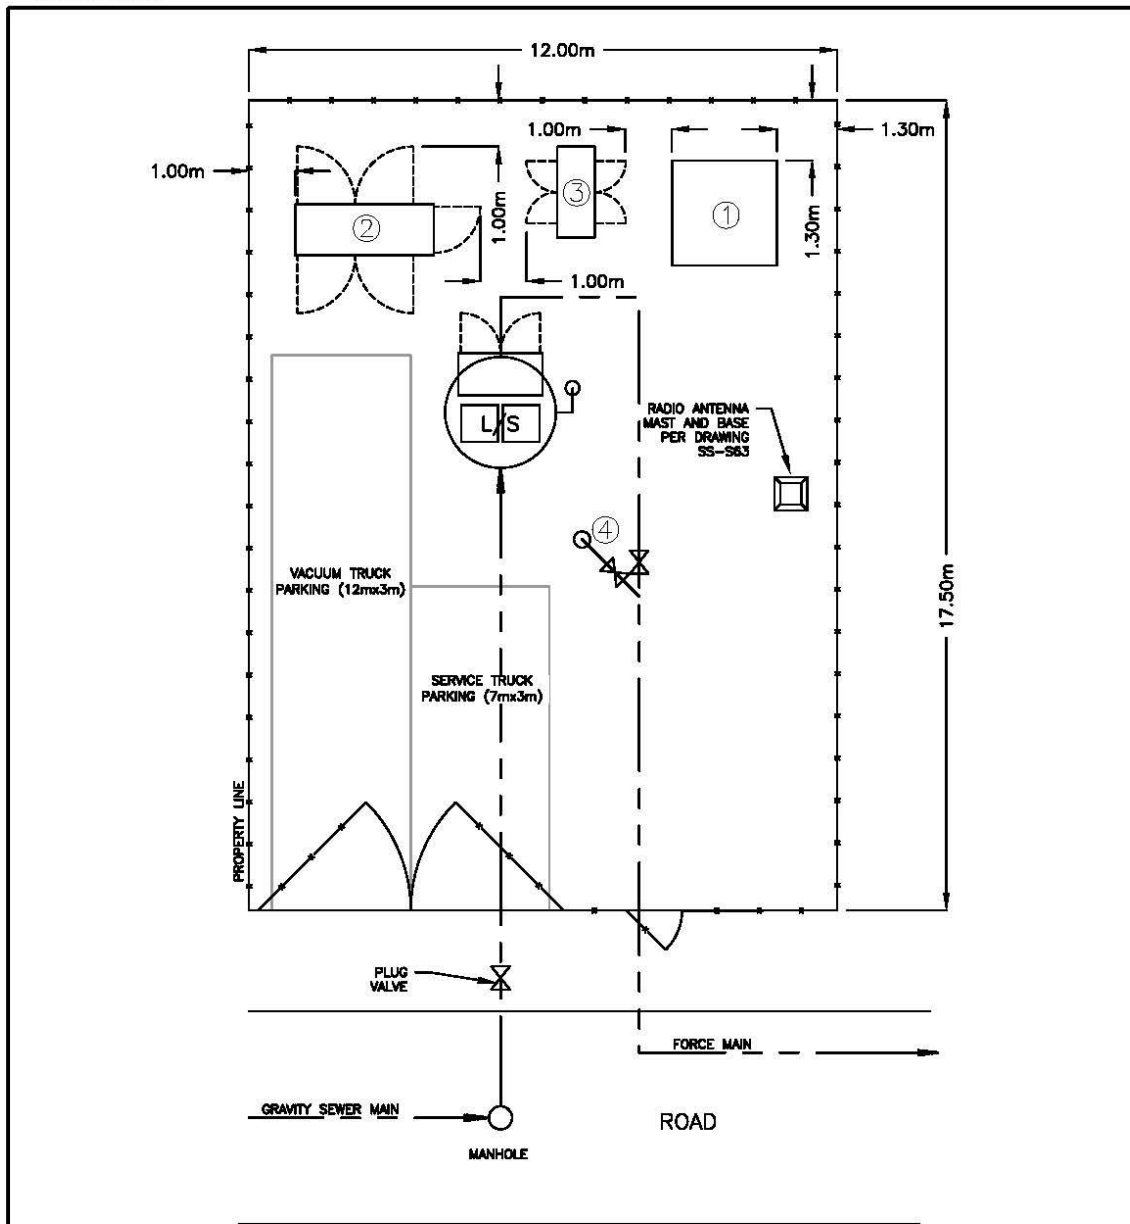 12.00m
1.00m
1.30m
1.00m
③
②
①
1.00m
1.30m
1.00m
L/S
RADIO ANTENNA
MAST AND BASE
PER DRAWING
SS-S63
④
VACUUM TRUCK
PARKING (12mx3m)
17.50m
SERVICE TRUCK
PARKING (7mx3m)
PROPERTY LINE
PLUG
VALVE
FORCE MAIN
GRAVITY SEWER MAIN
ROAD
MANHOLE